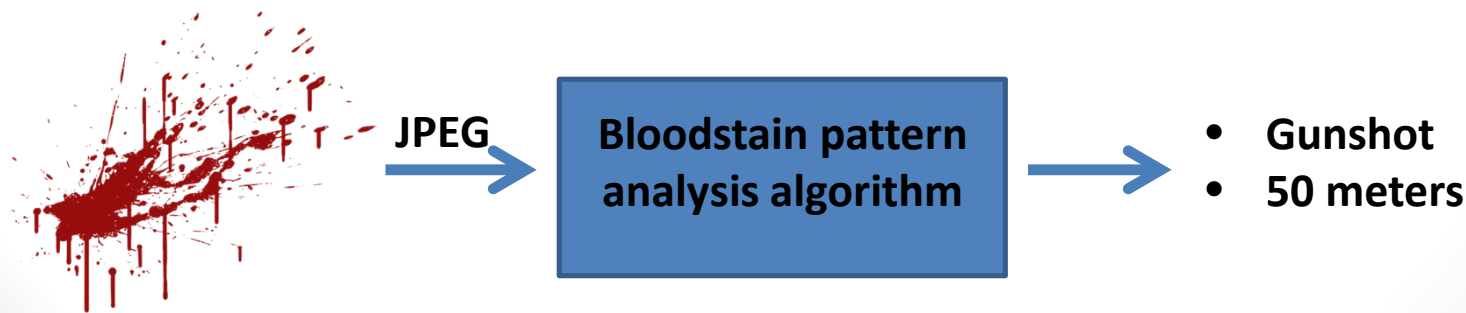 JPEG
Bloodstain pattern
analysis algorithm
• Gunshot
• 50 meters